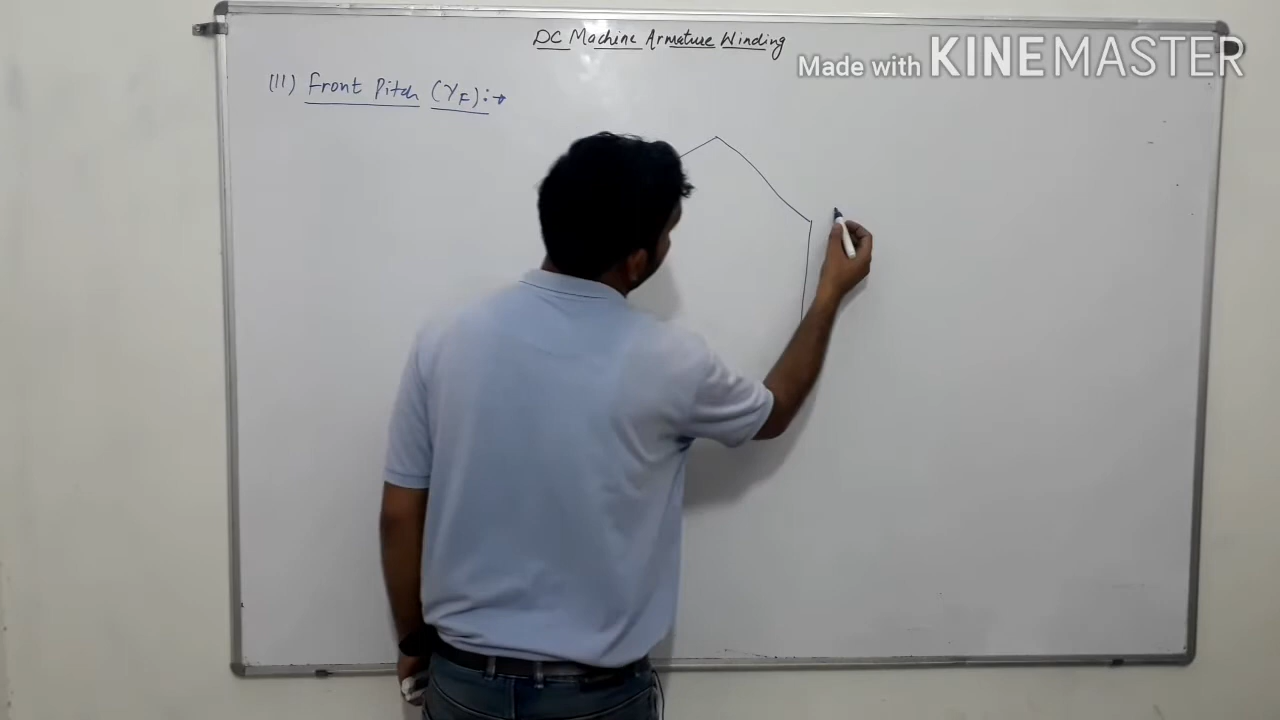 DC Machine Armature Winding
Made with KINEMASTER
(III) Front Pitch (YF):→